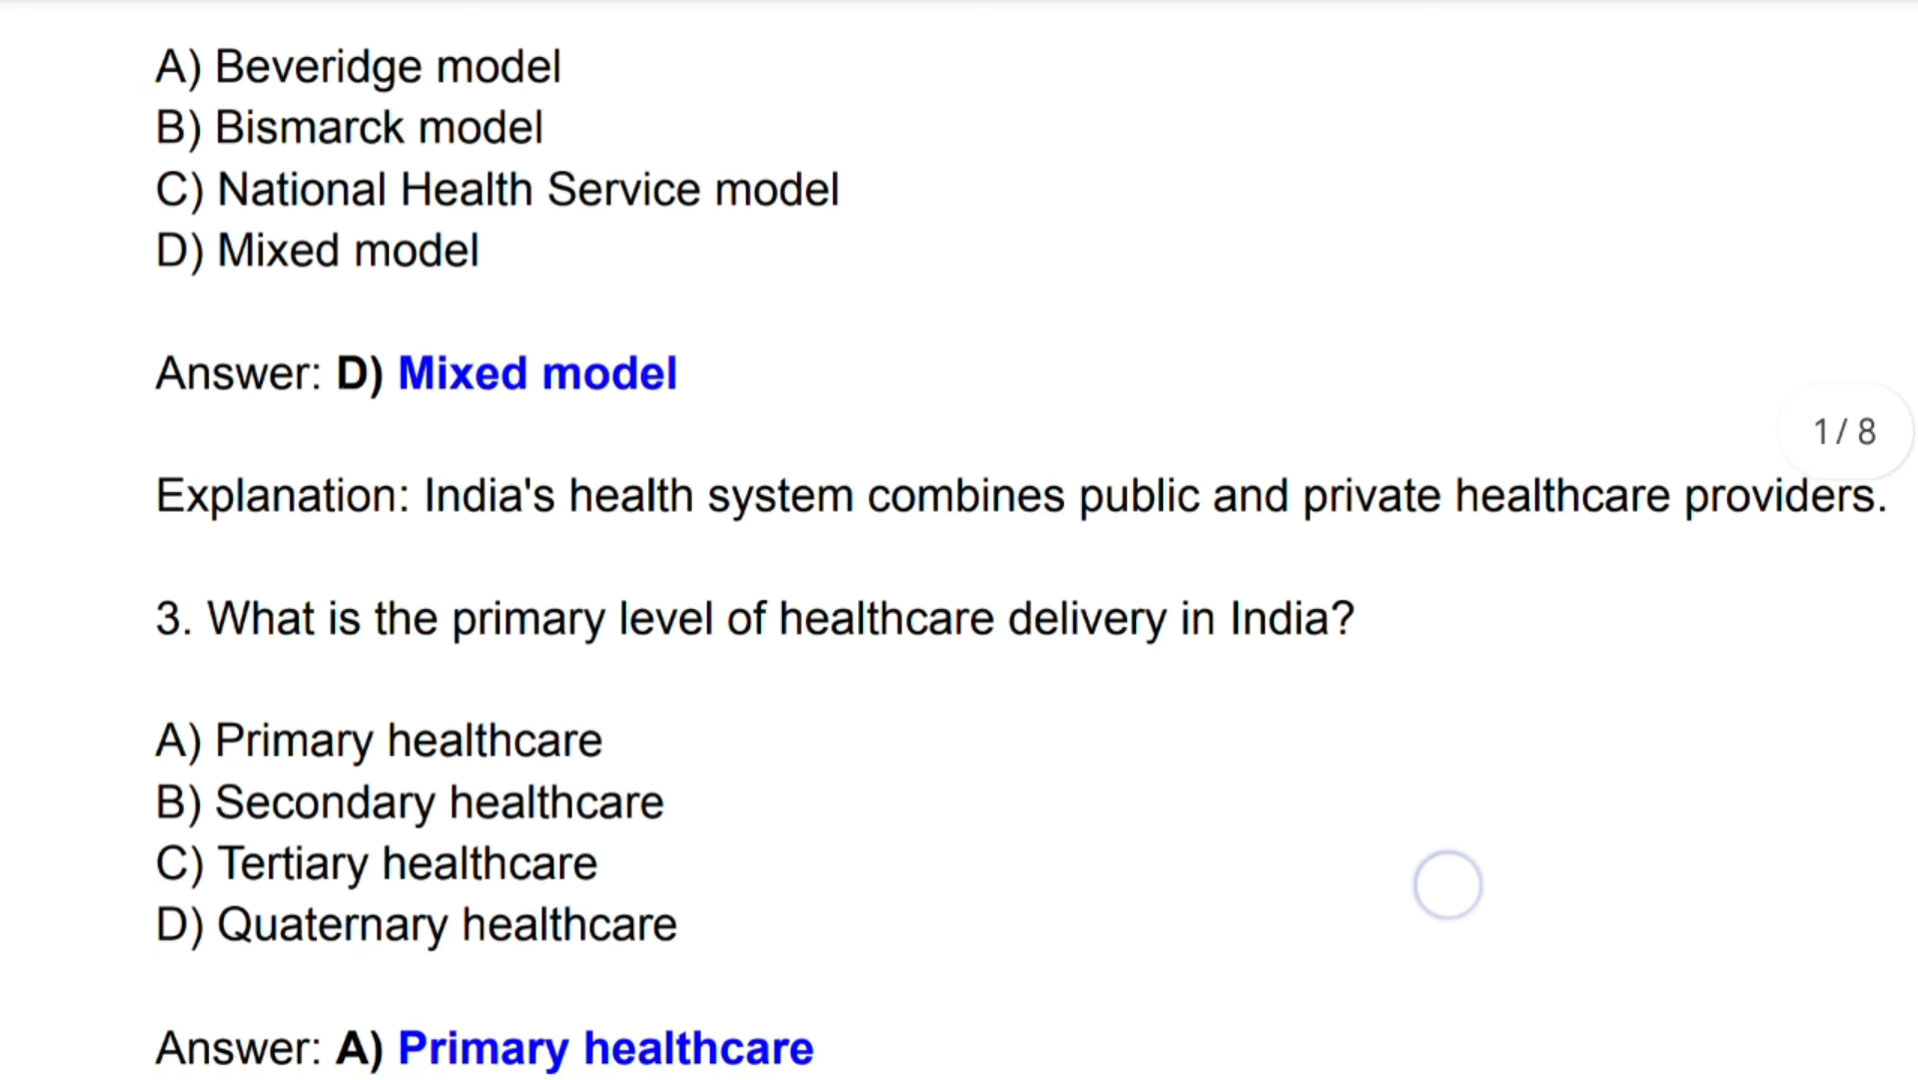 A) Beveridge model
B) Bismarck model
C) National Health Service model
D) Mixed model
Answer: D) Mixed model
1 / 8
Explanation: India's health system combines public and private healthcare providers.
3. What is the primary level of healthcare delivery in India?
A) Primary healthcare
B) Secondary healthcare
C) Tertiary healthcare
D) Quaternary healthcare
Answer: A) Primary healthcare